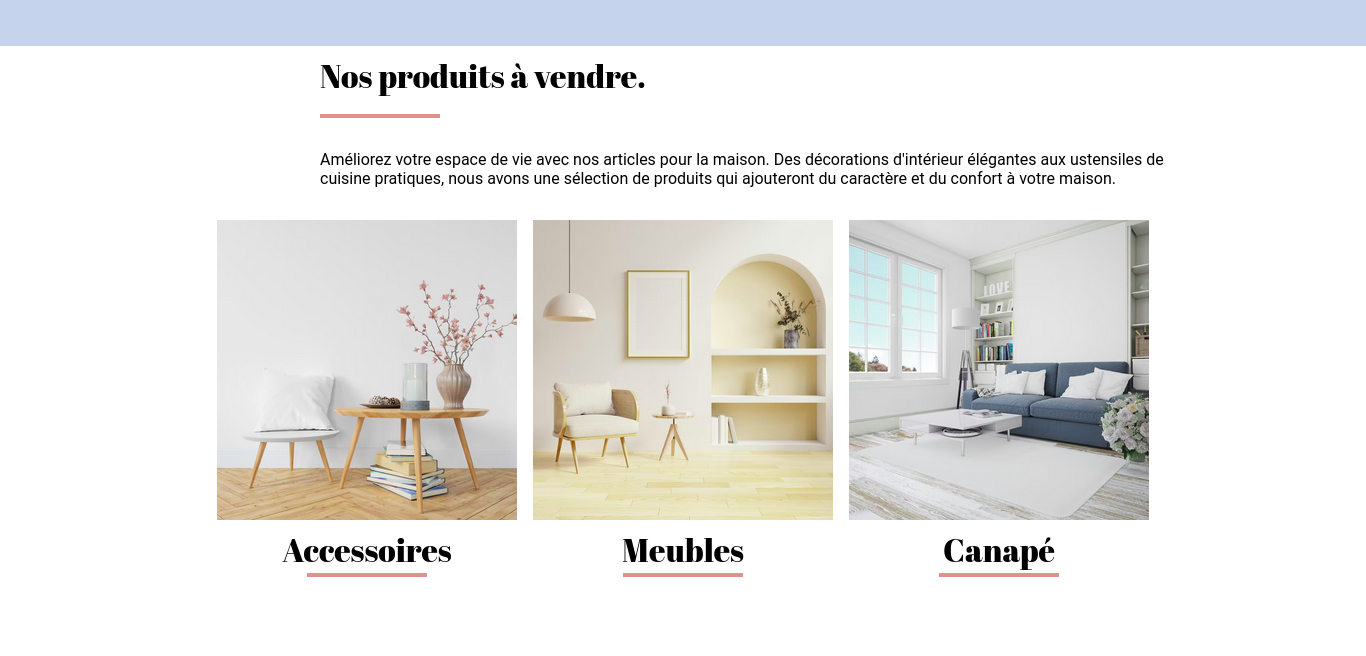 Nos produits à vendre.
Améliorez votre espace de vie avec nos articles pour la maison. Des décorations d'intérieur élégantes aux ustensiles de
cuisine pratiques, nous avons une sélection de produits qui ajouteront du caractère et du confort à votre maison.
LOVE
Accessoires
Meubles
Canapé